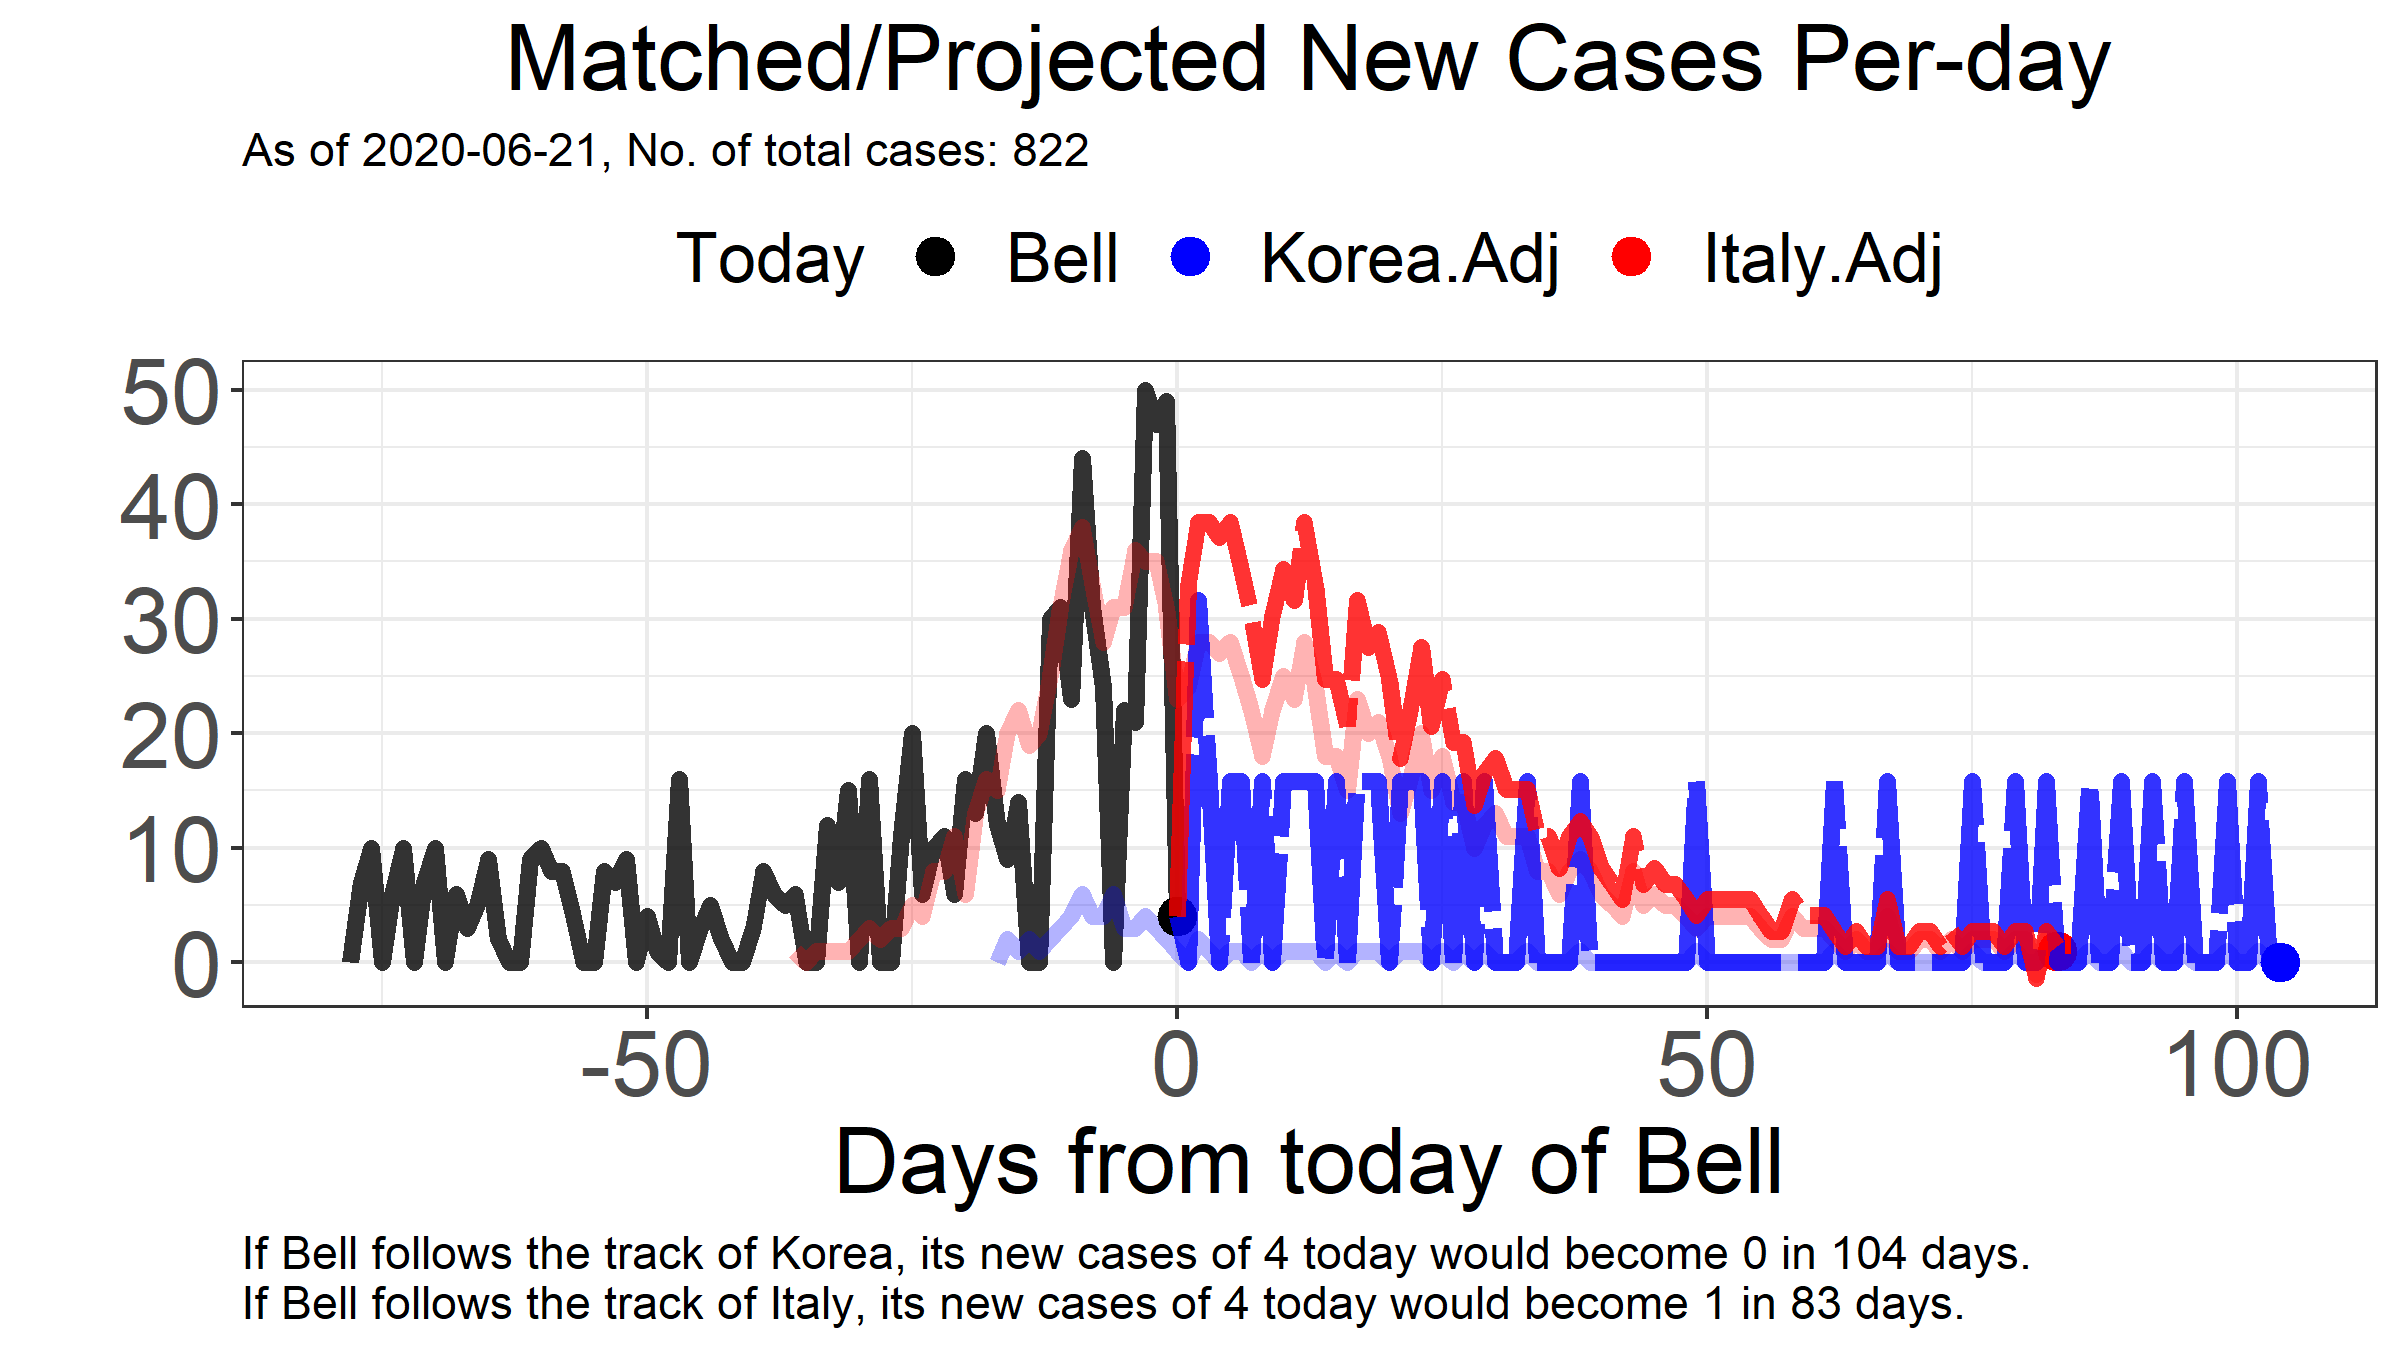 Matched/Projected New Cases Per-day
As of 2020-06-21, No. of total cases: 822
Today Bell Korea.Adj Italy.Adj
50
40
30
20
10
0
-50 0 50 100
Days from today of Bell
If Bell follows the track of Korea, its new cases of 4 today would become 0 in 104 days.
If Bell follows the track of Italy, its new cases of 4 today would become 1 in 83 days.